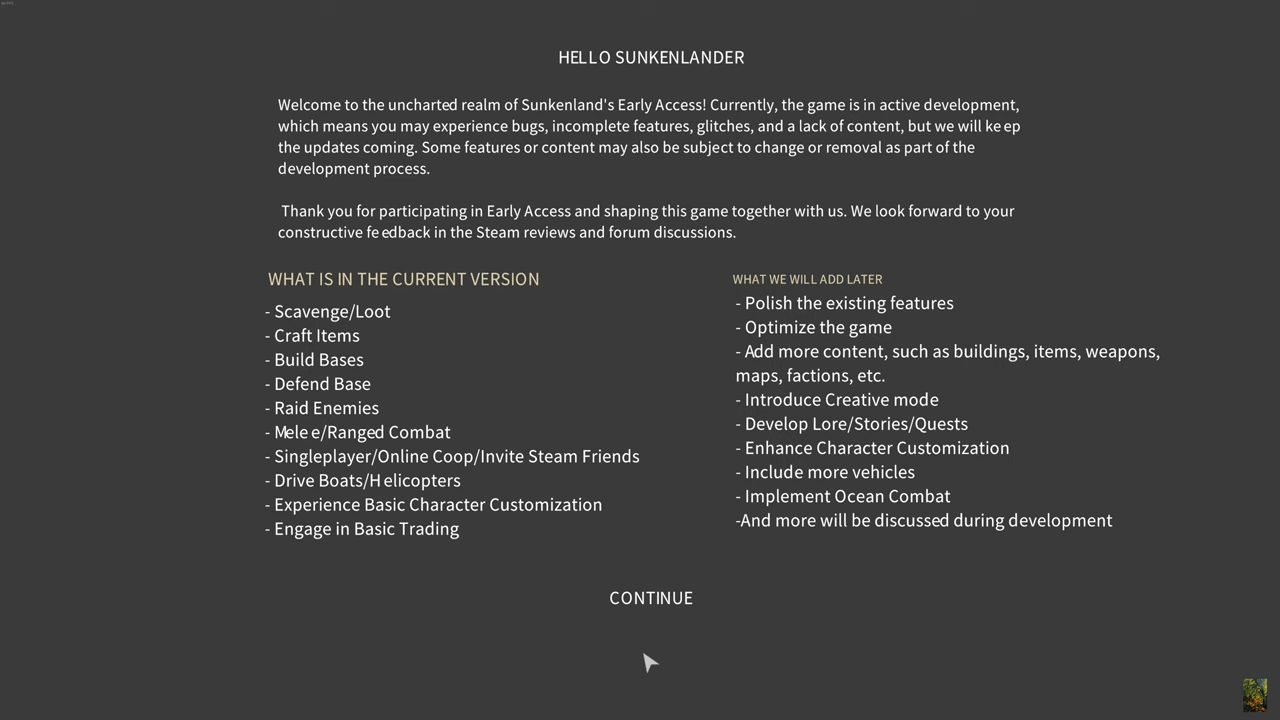 HELLO SUNKENLANDER
Welcome to the uncharted realm of Sunkenland's Early Access! Currently, the game is in active development,
which means you may experience bugs, incomplete features, glitches, and a lack of content, but we will keep
the updates coming. Some features or content may also be subject to change or removal as part of the
development process.
Thank you for participating in Early Access and shaping this game together with us. We look forward to your
constructive feedback in the Steam reviews and forum discussions.
WHAT IS IN THE CURRENT VERSION
- Scavenge/Loot
- Craft Items
- Build Bases
- Defend Base
- Raid Enemies
- Melee/Ranged Combat
- Singleplayer/Online Coop/Invite Steam Friends
- Drive Boats/Helicopters
- Experience Basic Character Customization
- Engage in Basic Trading
WHAT WE WILL ADD LATER
- Polish the existing features
- Optimize the game
- Add more content, such as buildings, items, weapons,
maps, factions, etc.
- Introduce Creative mode
- Develop Lore/Stories/Quests
- Enhance Character Customization
- Include more vehicles
- Implement Ocean Combat
-And more will be discussed during development
CONTINUE